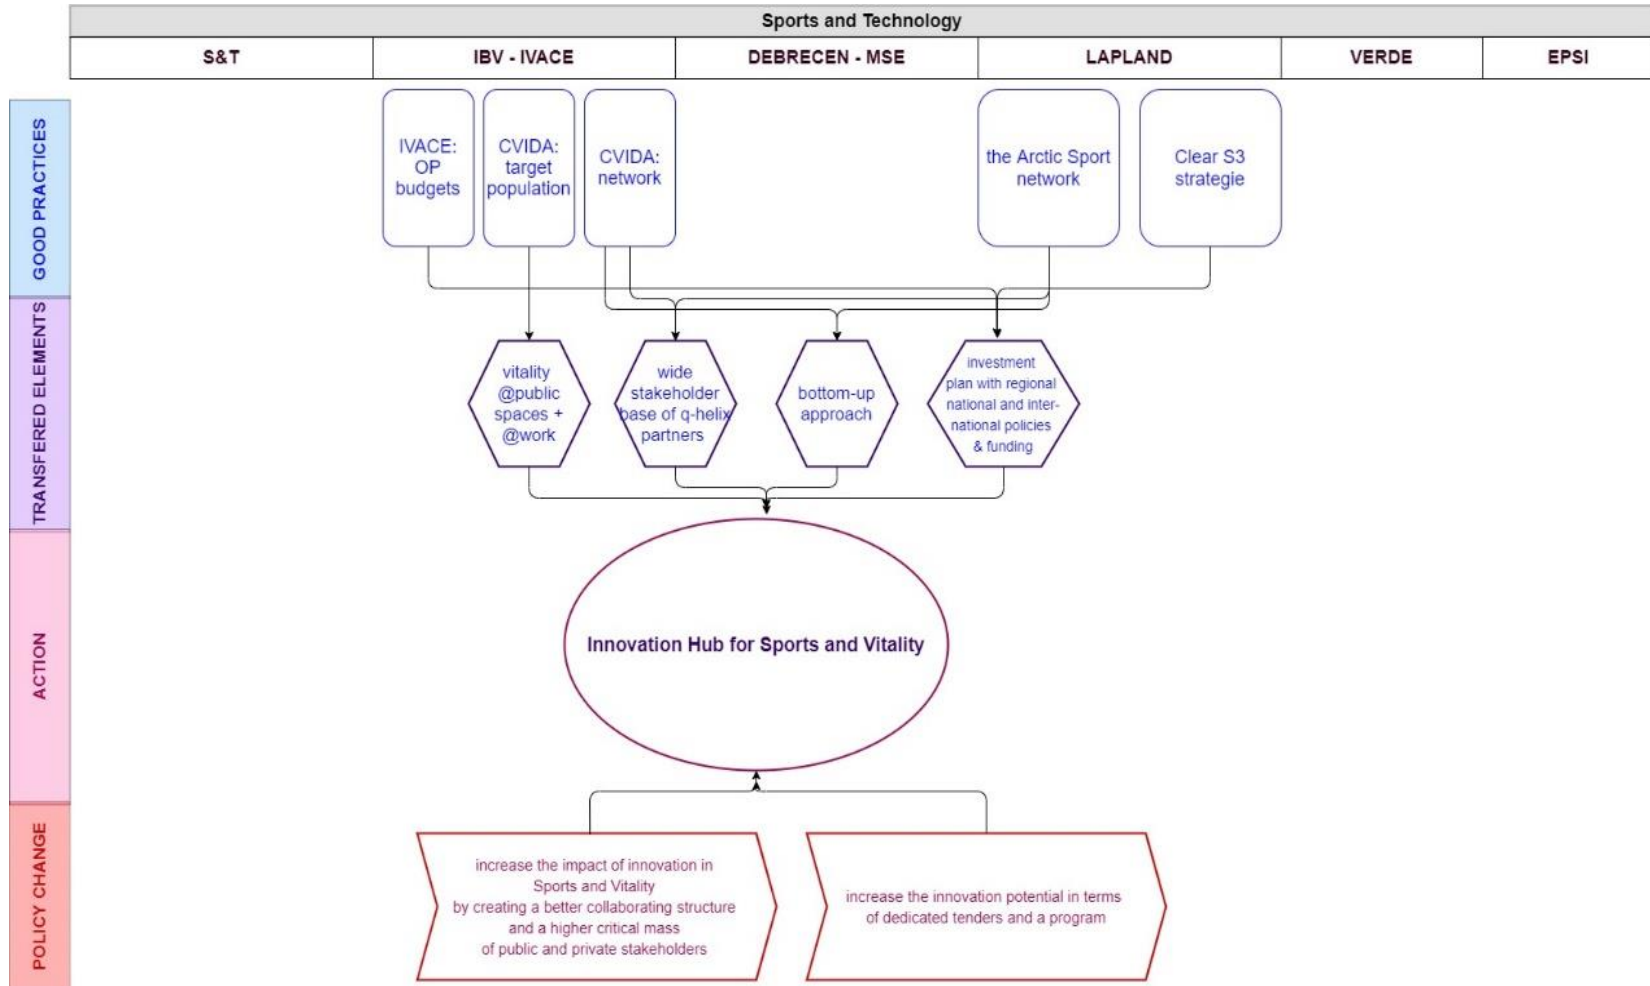 Sports and Technology
S&T
IBV - IVACE
DEBRECEN - MSE
LAPLAND
VERDE
EPSI
GOOD PRACTICES
IVACE:
OP
budgets
CVIDA:
target
population
CVIDA:
network
the Arctic Sport
network
Clear S3
strategie
TRANSFERED ELEMENTS
vitality
@public
spaces +
@work
wide
stakeholder
base of q-helix
partners
bottom-up
approach
investment
plan with regional
national and inter-
national policies
& funding
ACTION
Innovation Hub for Sports and Vitality
POLICY CHANGE
increase the impact of innovation in
Sports and Vitality
by creating a better collaborating structure
and a higher critical mass
of public and private stakeholders
increase the innovation potential in terms
of dedicated tenders and a program